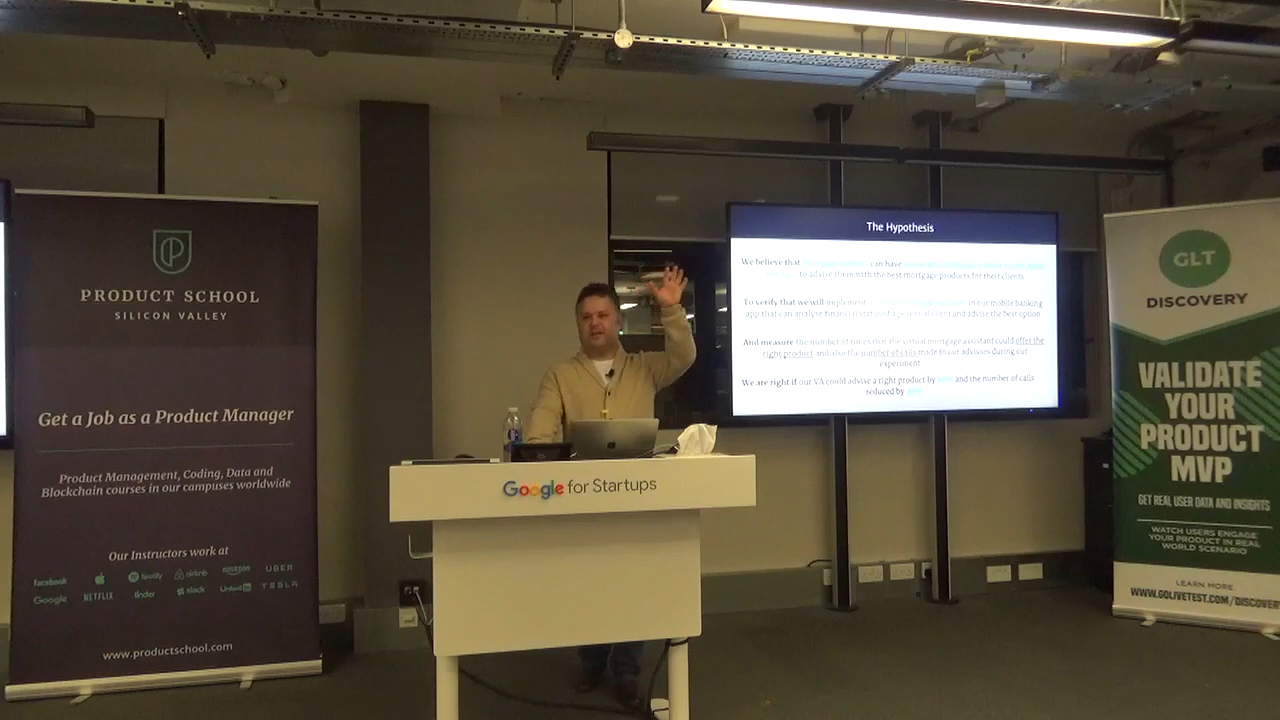 PRODUCT SCHOOL
SILICON VALLEY
Get a Job as a Product Manager
Product Management, Coding, Data and
Blockchain courses in our campuses worldwide
Our Instructors work at
facebook Spotify airbnb amazon UBER
Google NETFLIX tinder slack LinkedIn TESLA
www.productschool.com
Google for Startups
The Hypothesis
We believe that can have
to advise them with the best mortgage products for their clients
To verify that we will implement in our mobile banking
app that can analyse financial status of a potential client and advise the best option
And measure the number of times that the virtual mortgage assistant could offer the
right product and also the number of calls made to our advisses during our
experiment
We are right if our VA could advise a right product by and the number of calls
reduced by
GLT
DISCOVERY
VALIDATE
YOUR
PRODUCT
MVP
GET REAL USER DATA AND INSIGHTS
WATCH USERS ENGAGE
YOUR PRODUCT IN REAL
WORLD SCENARIO
LEARN MORE
WWW.GOLIVETEST.COM/DISCOVER